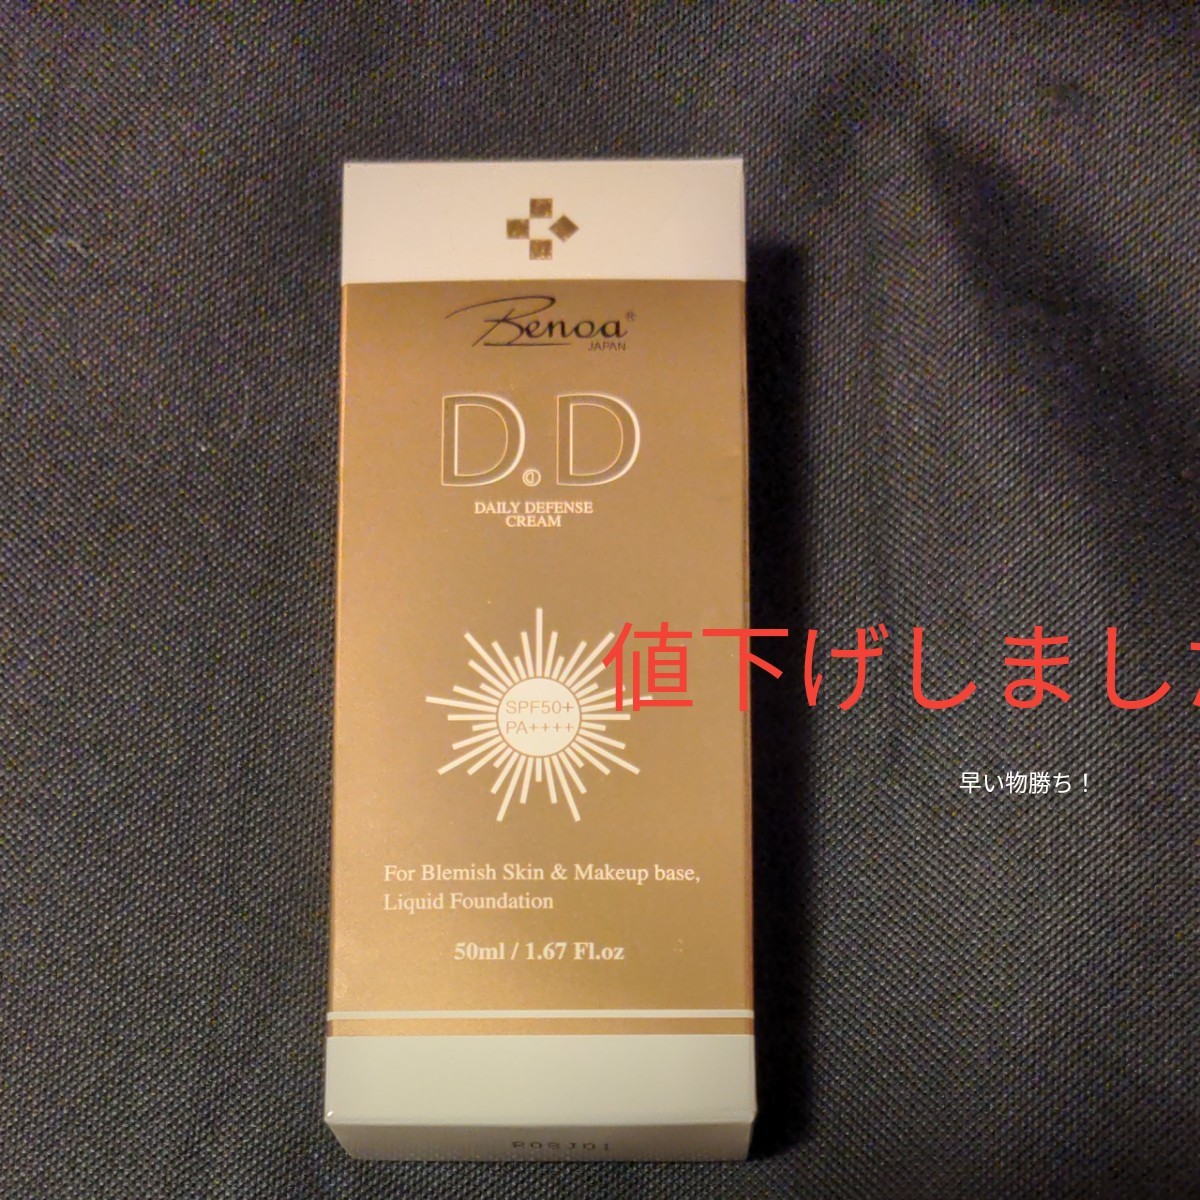 Benoa®
JAPAN
D.D
DAILY DEFENSE
CREAM
SPF50+
PA++++
値下げしまし
早い物勝ち！
For Blemish Skin & Makeup base,
Liquid Foundation
50ml / 1.67 Fl.oz